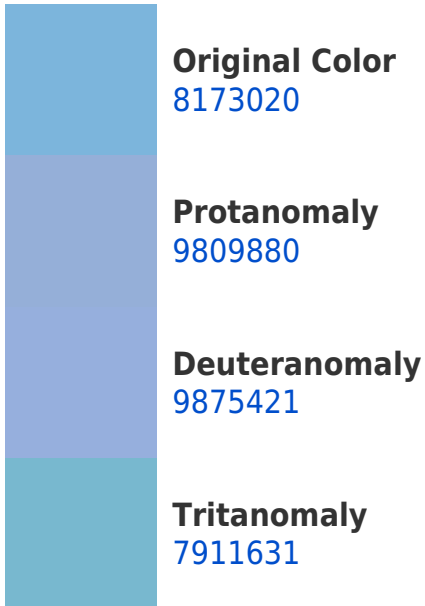 Original Color
8173020
Protanomaly
9809880
Deuteranomaly
9875421
Tritanomaly
7911631